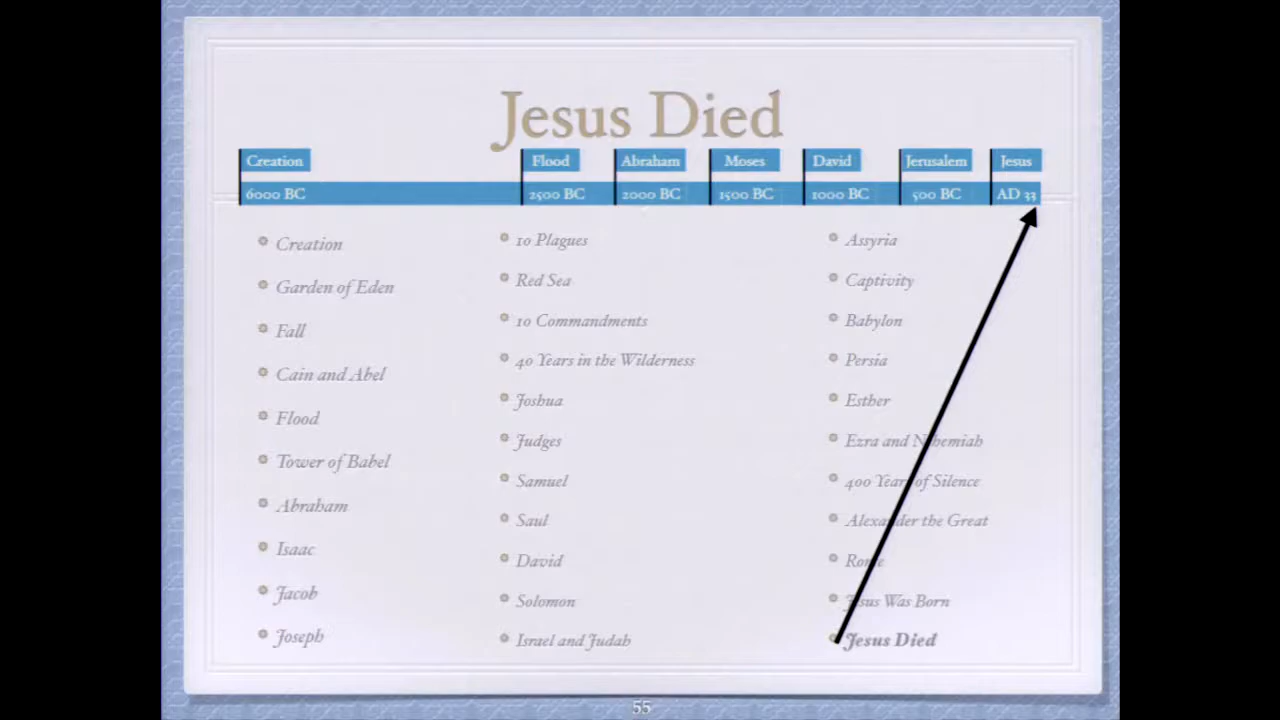 Jesus Died
Creation
Flood
Abraham
Moses
David
Jerusalem
Jesus
6000 BC
2500 BC
2000 BC
1500 BC
1000 BC
500 BC
AD 33
Creation
Garden of Eden
Fall
Cain and Abel
Flood
Tower of Babel
Abraham
Isaac
Jacob
Joseph
10 Plagues
Red Sea
10 Commandments
40 Years in the Wilderness
Joshua
Judges
Samuel
Saul
David
Solomon
Israel and Judah
Assyria
Captivity
Babylon
Persia
Esther
Ezra and Nehemiah
400 Years of Silence
Alexander the Great
Rome
Jesus Was Born
Jesus Died
55